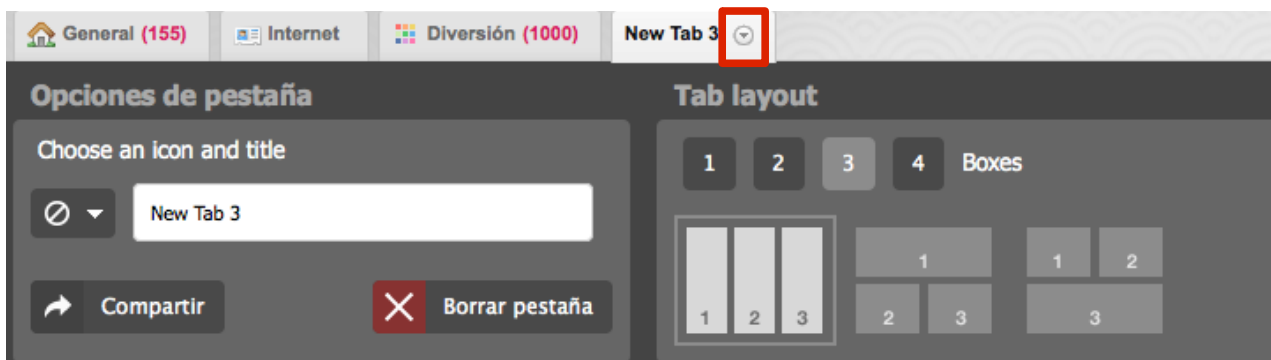 General (155)
Internet
Diversión (1000)
New Tab 3
Opciones de pestaña
Tab layout
Choose an icon and title
1 2 3 4 Boxes
New Tab 3
Compartir
Borrar pestaña
1 2 3
1
2 3
1 2
3